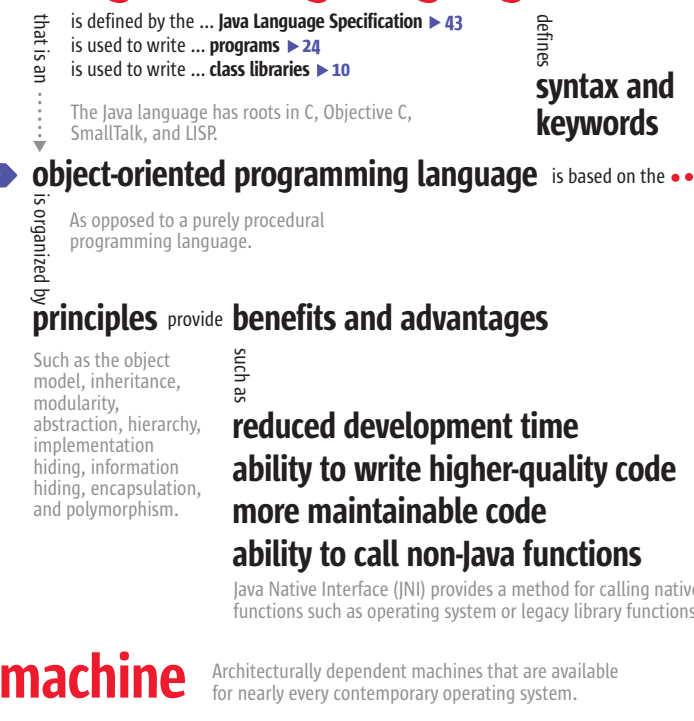 that is an
is defined by the ... Java Language Specification ▶ 43
is used to write ... programs ▶ 24
is used to write ... class libraries ▶ 10
The Java language has roots in C, Objective C,
SmallTalk, and LISP.
defines
syntax and
keywords
object-oriented programming language is based on the
is organized by
As opposed to a purely procedural
programming language.
principles provide benefits and advantages
Such as the object
model, inheritance,
modularity,
abstraction, hierarchy,
implementation
hiding, information
hiding, encapsulation,
and polymorphism.
such as
reduced development time
ability to write higher-quality code
more maintainable code
ability to call non-Java functions
Java Native Interface (JNI) provides a method for calling native
functions such as operating system or legacy library functions
machine
Architecturally dependent machines that are available
for nearly every contemporary operating system.